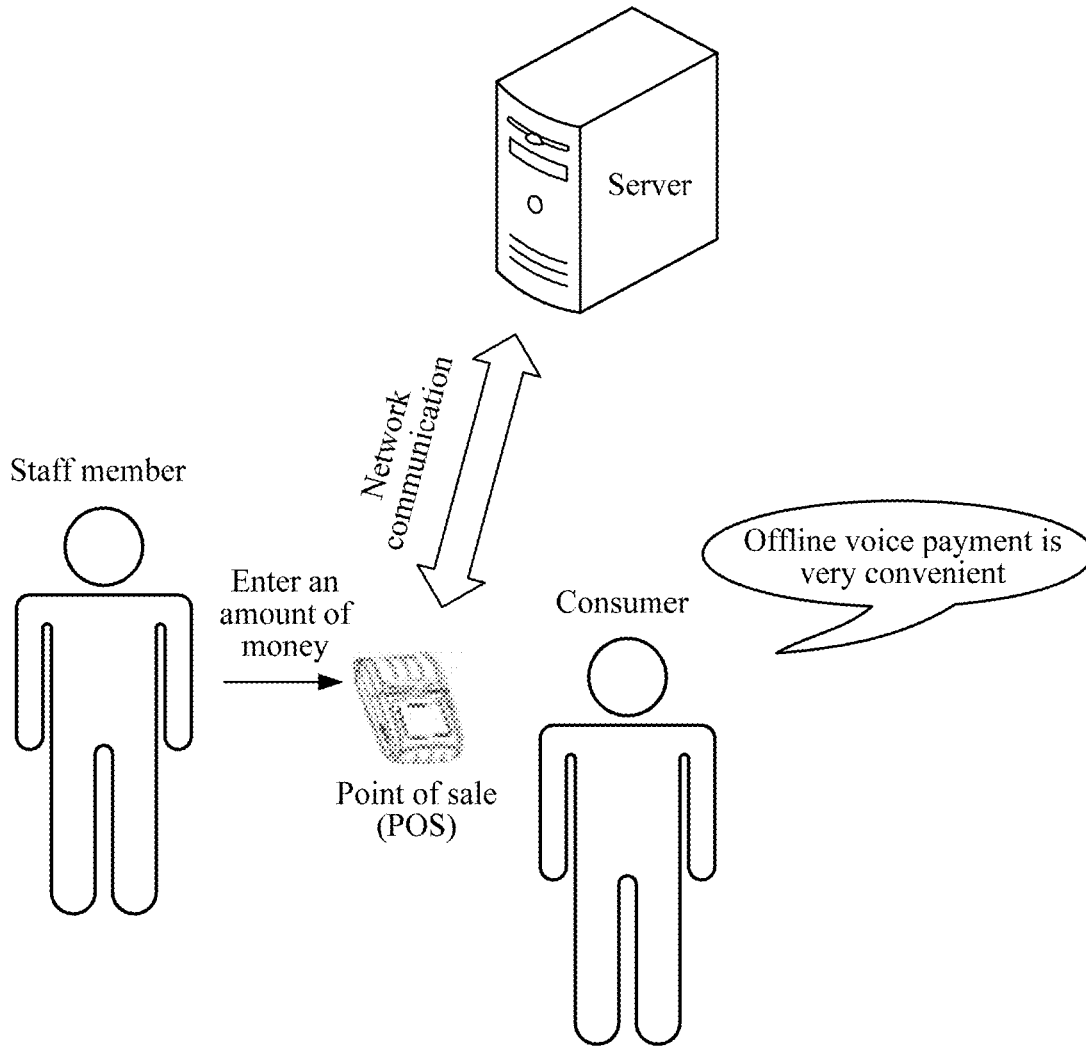 Server
Network
communication
Staff member
Enter an
amount of
money
Consumer
Offline voice payment is
very convenient
Point of sale
(POS)